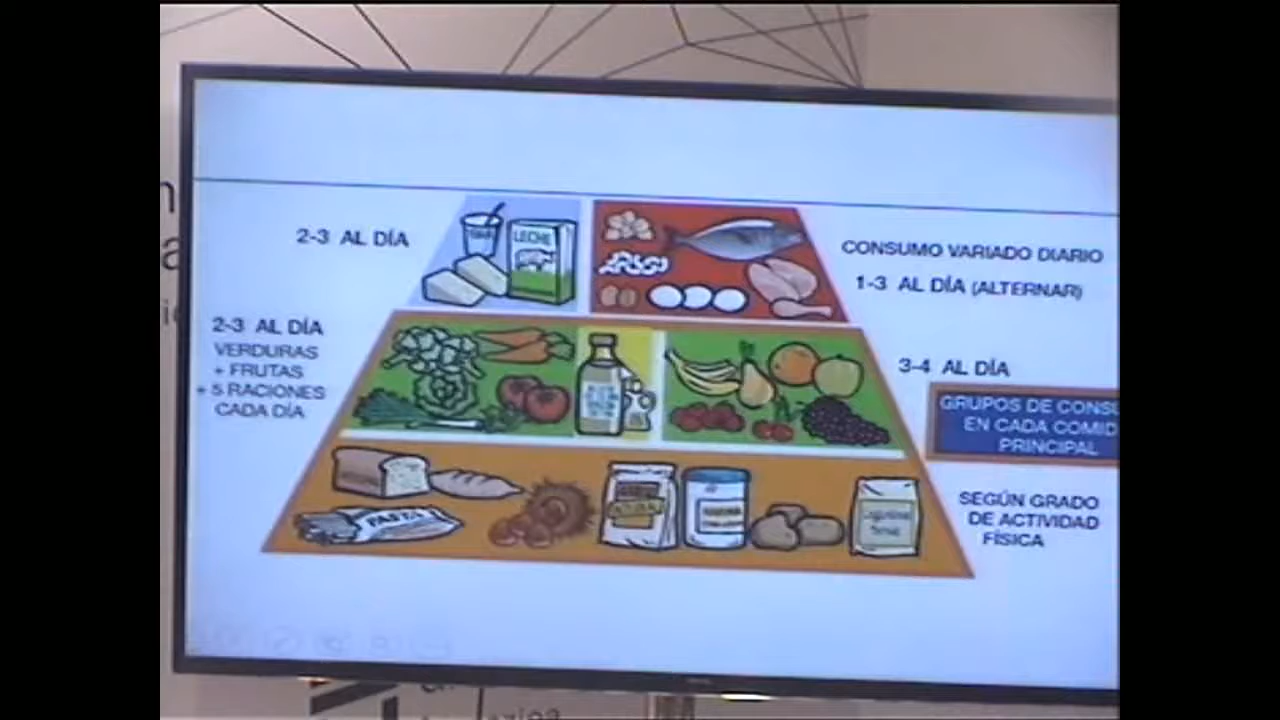 2-3 AL DÍA
LECHE
CONSUMO VARIADO DIARIO
1-3 AL DÍA (ALTERNAR)
2-3 AL DÍA
VERDURAS
+ FRUTAS
+ 5 RACIONES
CADA DÍA
3-4 AL DÍA
GRUPOS DE CONSU
EN CADA COMID
PRINCIPAL
PASTA
SEGÚN GRADO
DE ACTIVIDAD
FÍSICA